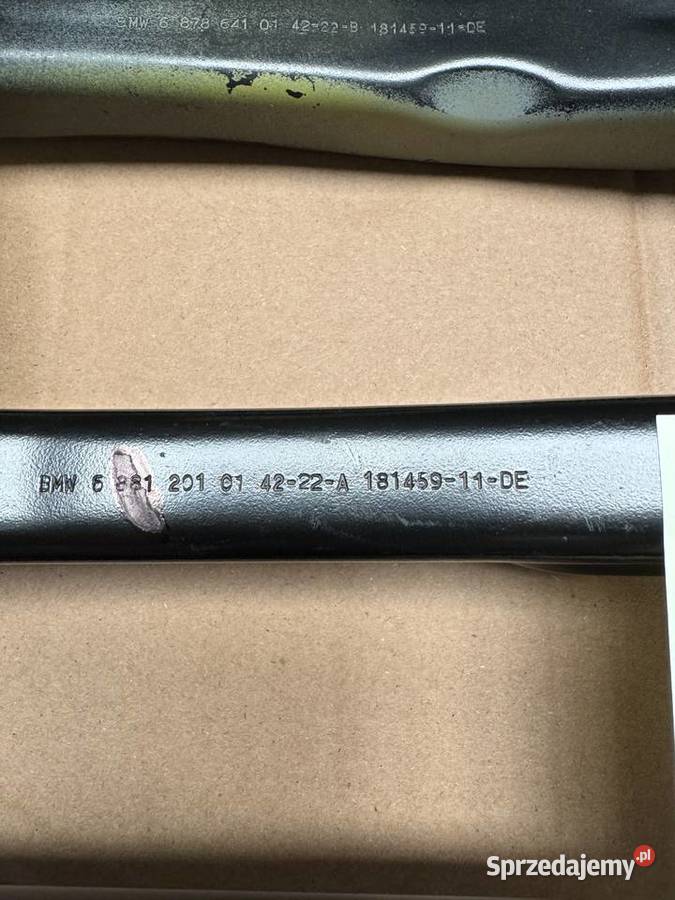 BMW 6 878 641 01 42-22-B 181459-11-DE
BMW 6 881 201 01 42-22-A 181459-11-DE
Sprzedajemy.pl